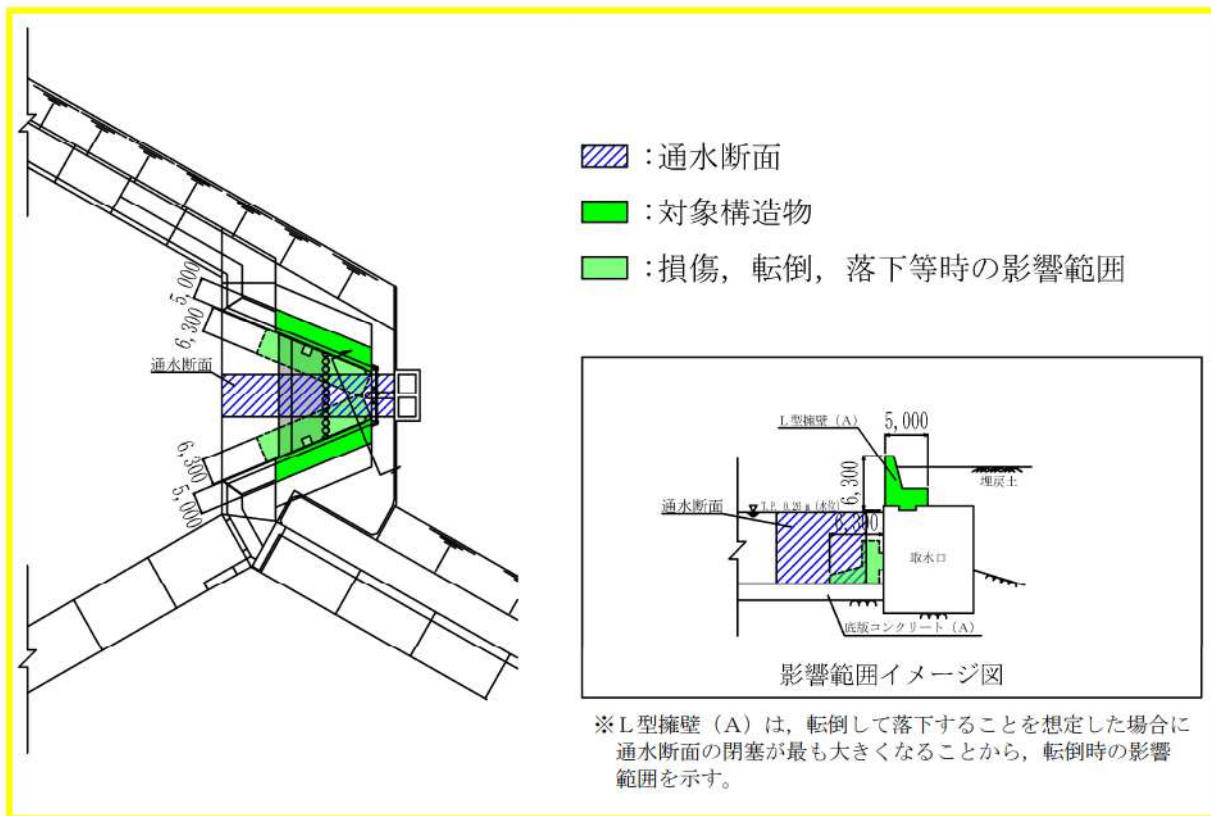 :通水断面
:対象構造物
:損傷，転倒，落下等時の影響範囲
5,000
6,300
通水断面
6,300
5,000
L型擁壁（A）
5,000
6,300
埋戻土
通水断面
T.P. 0.26 m（水位）
6,300
取水口
底版コンクリート（A）
影響範囲イメージ図
※L型擁壁（A）は，転倒して落下することを想定した場合に
通水断面の閉塞が最も大きくなることから，転倒時の影響
範囲を示す。